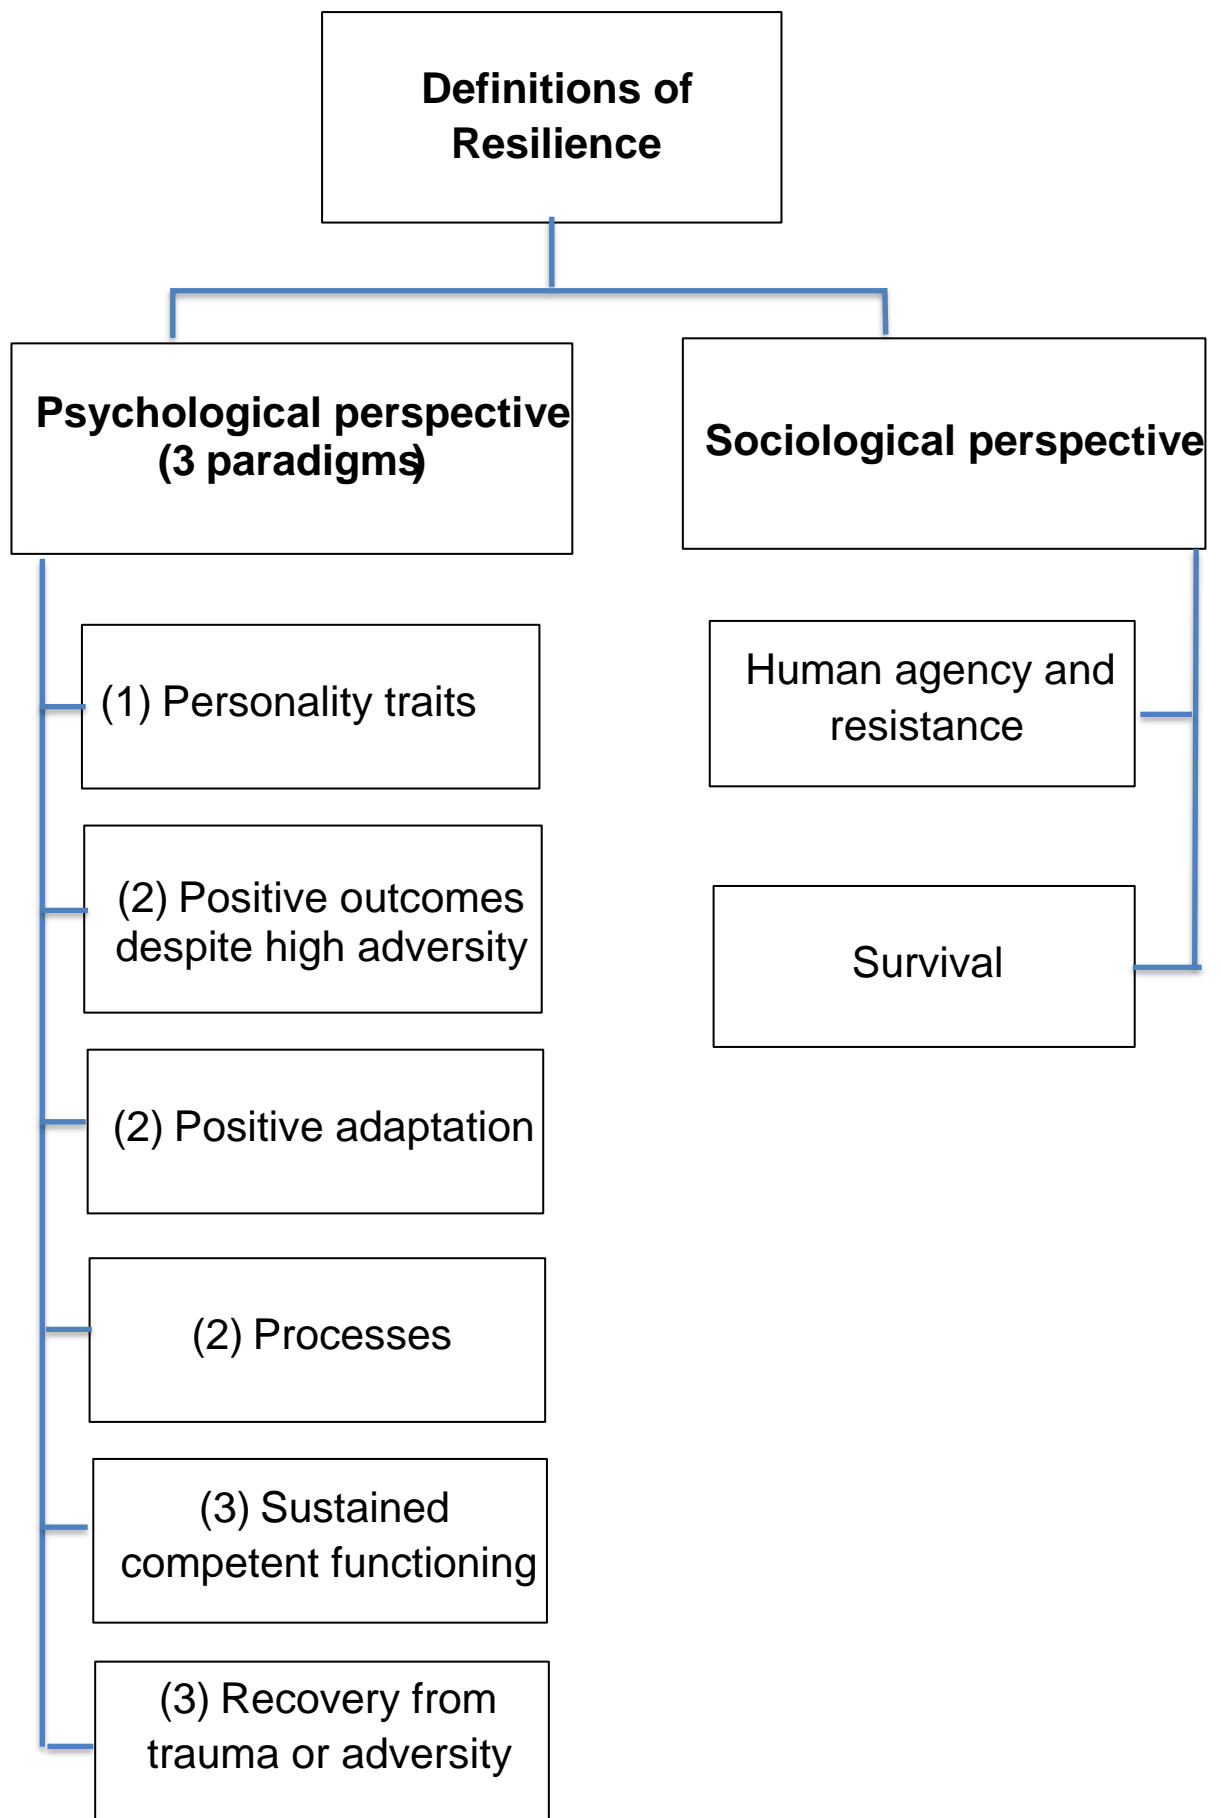 Definitions of
Resilience
Psychological perspective
(3 paradigms)
Sociological perspective
(1) Personality traits
(2) Positive outcomes
despite high adversity
(2) Positive adaptation
(2) Processes
(3) Sustained
competent functioning
(3) Recovery from
trauma or adversity
Human agency and
resistance
Survival